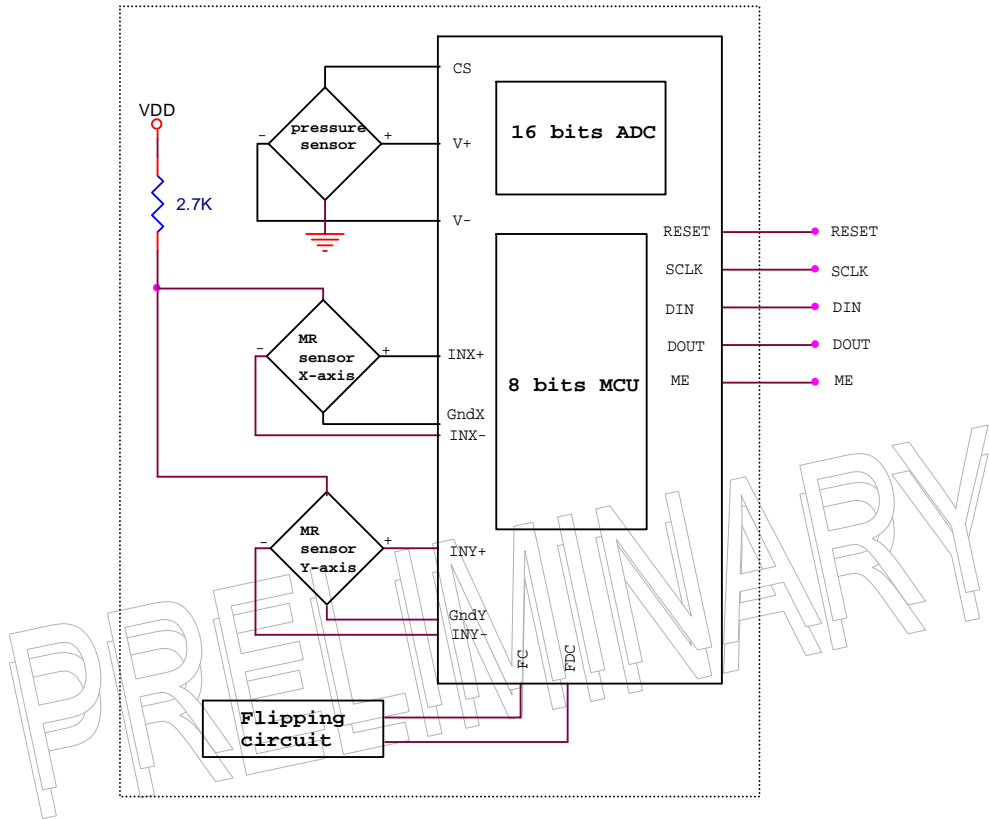 CS
VDD
-
pressure
sensor
+
V+
16 bits ADC
2.7K
V-
RESET
RESET
SCLK
SCLK
DIN
DIN
DOUT
DOUT
ME
ME
-
MR
sensor
X-axis
+
INX+
GndX
INX-
8 bits MCU
-
MR
sensor
Y-axis
+
INY+
GndY
INY-
FC
FDC
Flipping
circuit
PRELIMINARY